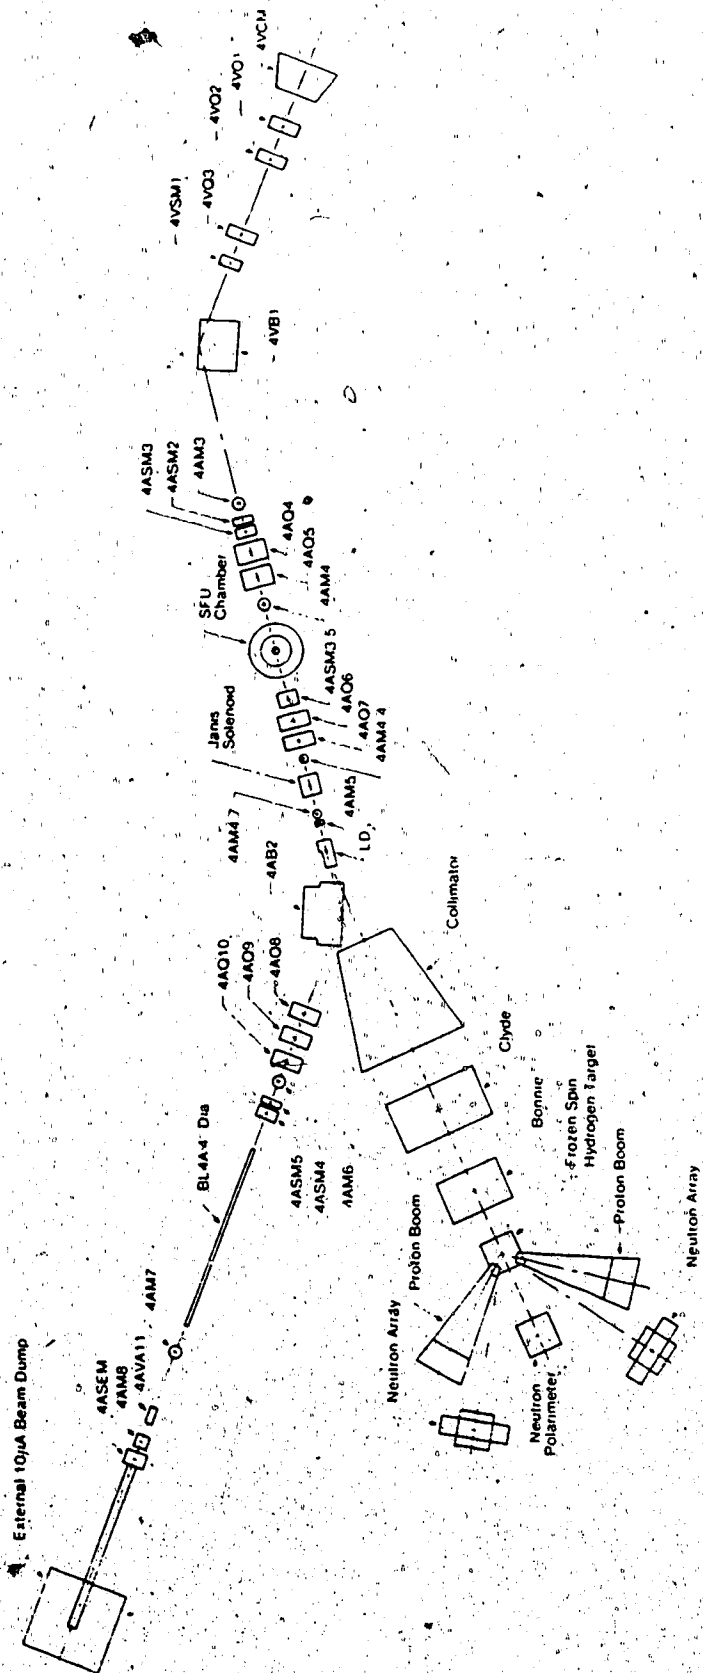 4VCM
4VQ1
4VQ2
4VQ3
4VSM1
4VB1
4ASM3
4ASM2
4AM3
4AQ4
4AQ5
4AM4
SFU
Chamber
4ASM3.5
4AQ6
4AQ7
4AM4.4
Janis
Solenoid
4AM5
4AM4.7
LD
4AB2
Collimator
4AQ10
4AQ9
4AQ8
Clyde
Bonnie
Frozen Spin
Hydrogen Target
BL4A-4" Dia
4ASM5
4ASM4
4AM6
Proton Boom
Neutron Array
Proton Boom
Neutron Array
Neutron
Polarimeter
4AM7
4AVA11
4AM8
4ASEM
External 10µA Beam Dump